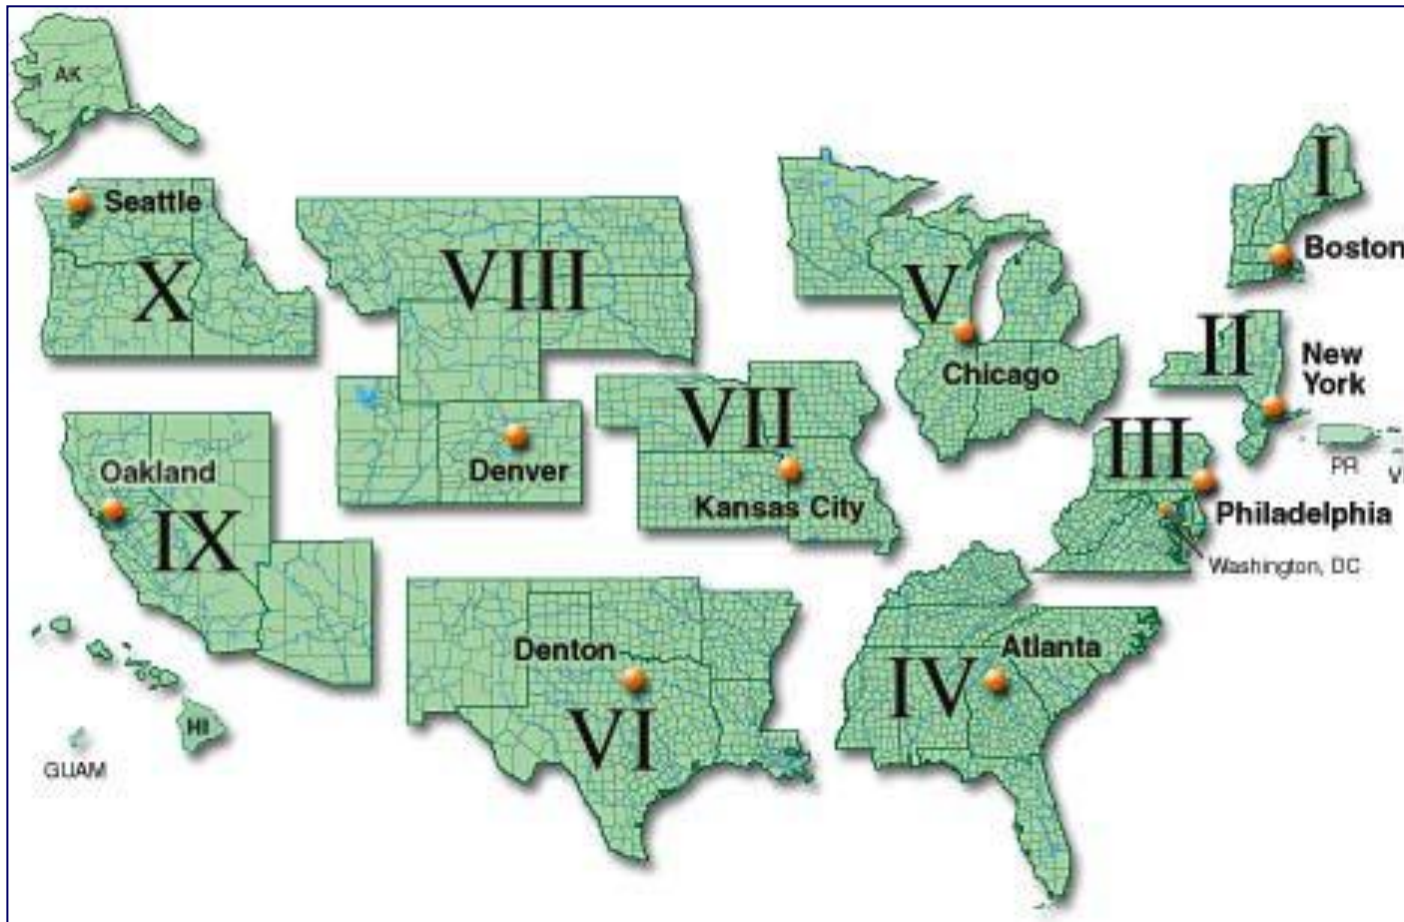 AK
Seattle
X
VIII
V
Chicago
I
Boston
II
New
York
PR
III
Philadelphia
Washington, DC
VII
Kansas City
Denver
Oakland
IX
HI
GUAM
Denton
VI
Atlanta
IV